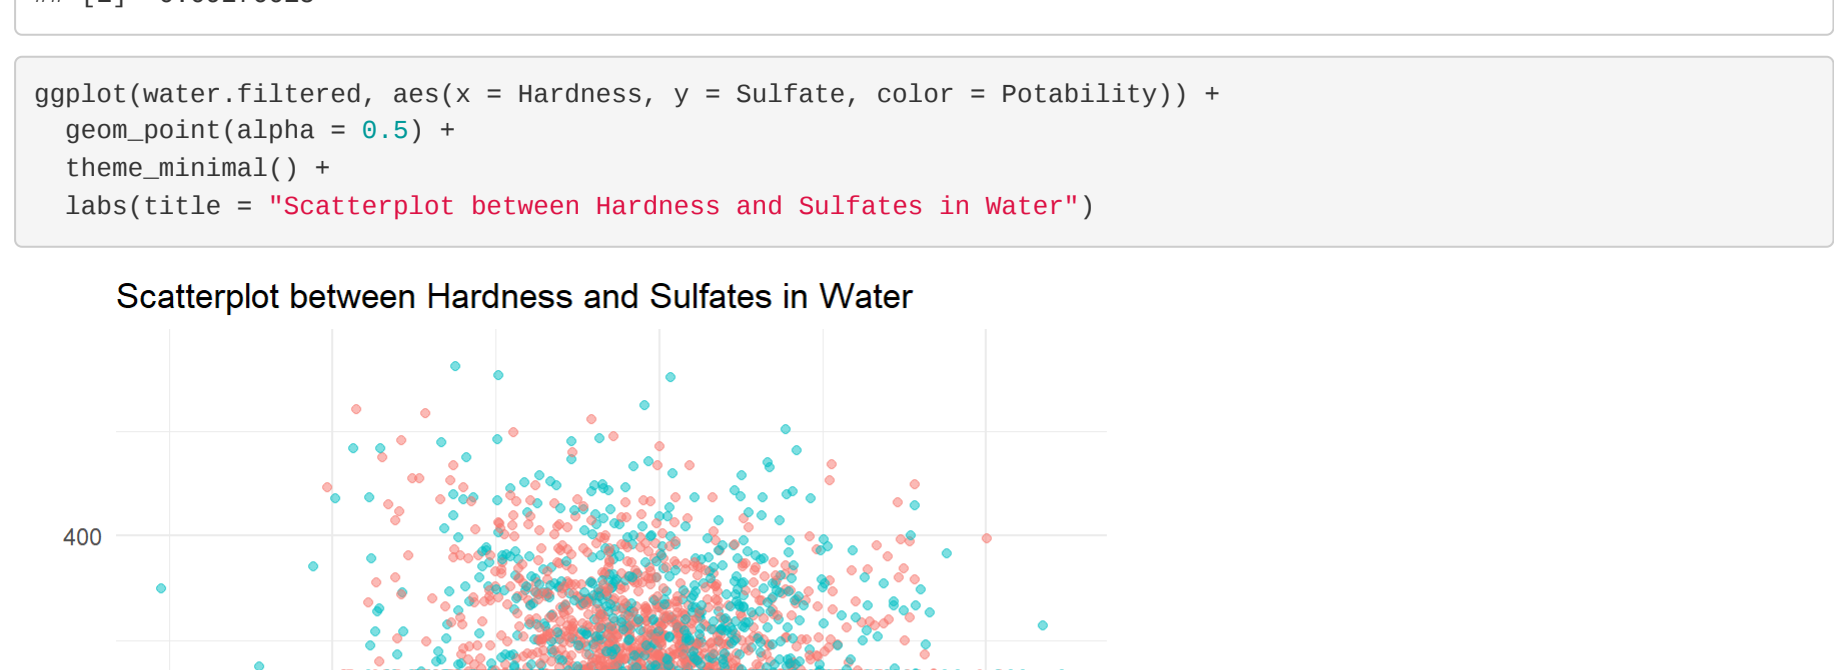 ggplot(water.filtered, aes(x = Hardness, y = Sulfate, color = Potability)) +
  geom_point(alpha = 0.5) +
  theme_minimal() +
  labs(title = "Scatterplot between Hardness and Sulfates in Water")
Scatterplot between Hardness and Sulfates in Water
400